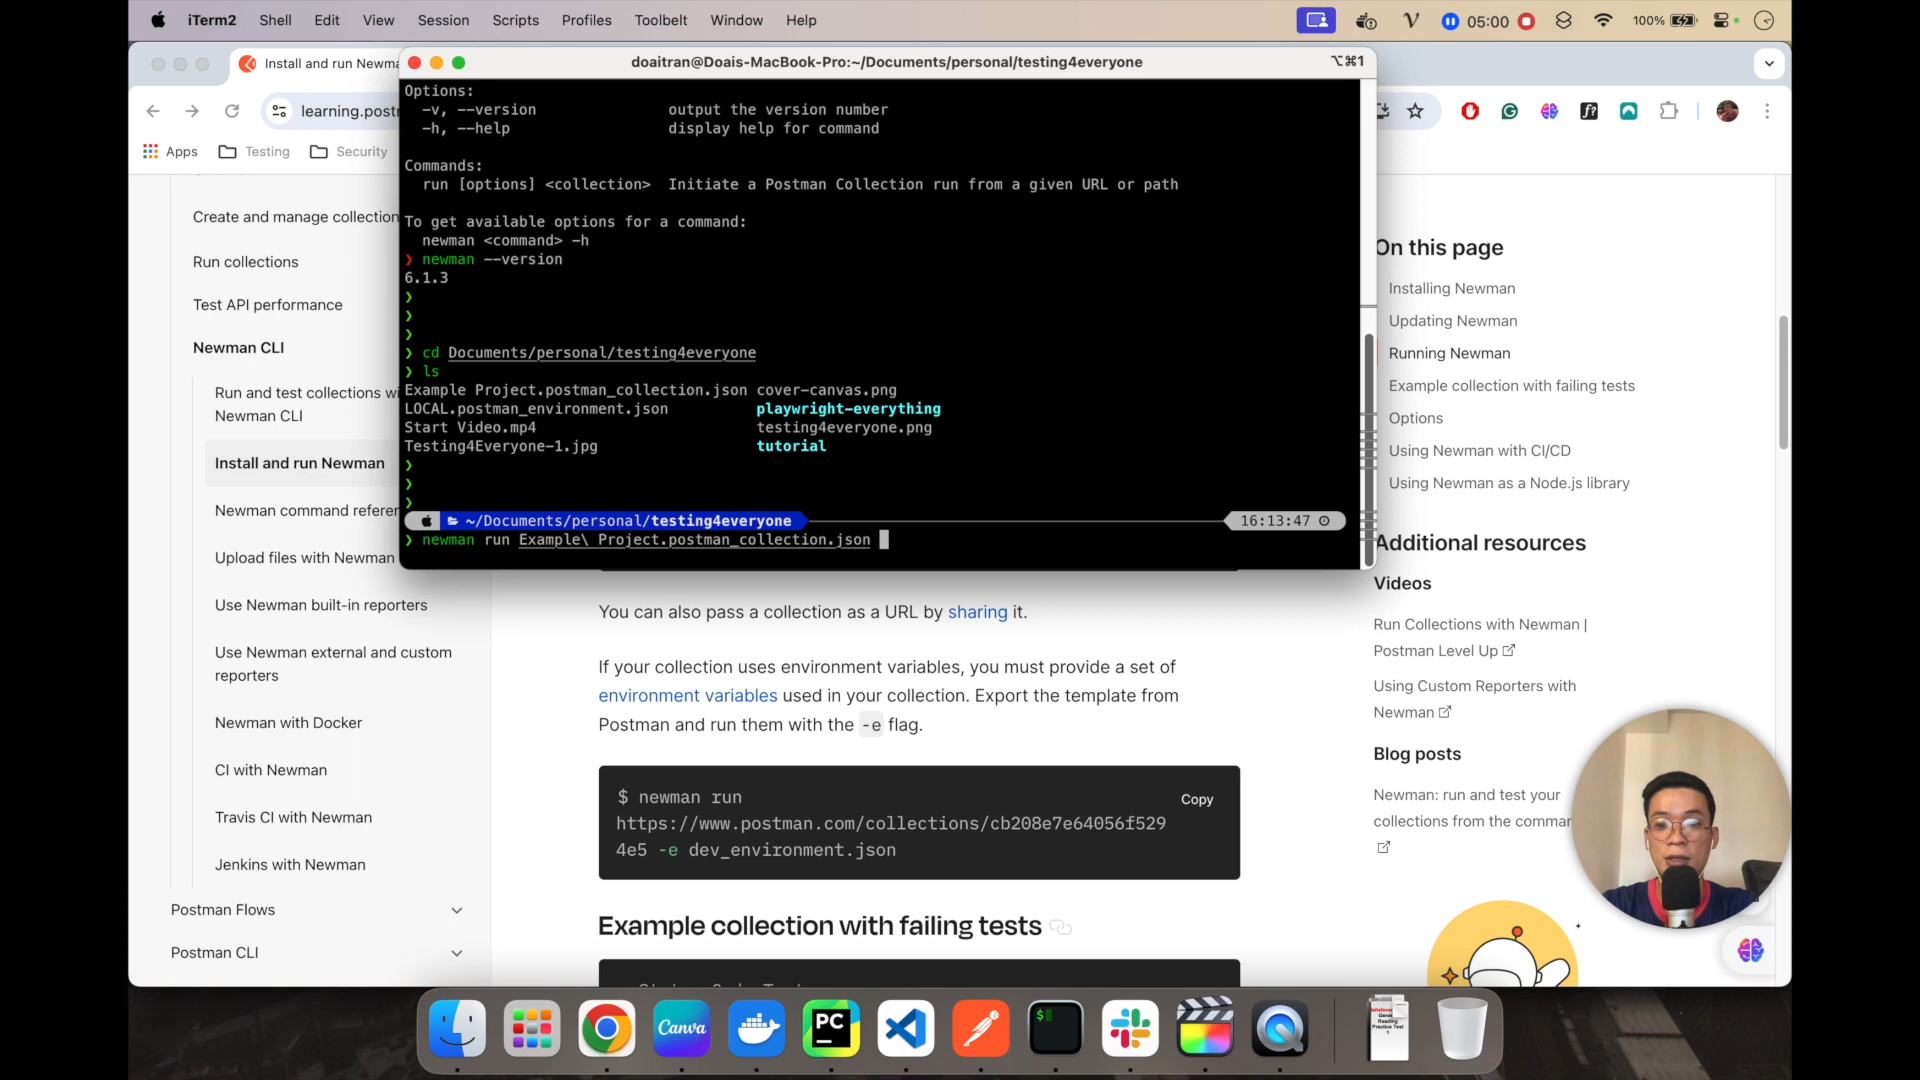 iTerm2 Shell Edit View Session Scripts Profiles Toolbelt Window Help
05:00
100%
Install and run Newma
doaitran@Doais-MacBook-Pro:~/Documents/personal/testing4everyone
⌥⌘1
learning.postr
Apps Testing Security
Create and manage collection
Run collections
Test API performance
Newman CLI
Run and test collections wi
Newman CLI
Install and run Newman
Newman command referen
Upload files with Newman
Use Newman built-in reporters
Use Newman external and custom
reporters
Newman with Docker
CI with Newman
Travis CI with Newman
Jenkins with Newman
Postman Flows
Postman CLI
Options:
-v, --version output the version number
-h, --help display help for command
Commands:
run [options] <collection> Initiate a Postman Collection run from a given URL or path
To get available options for a command:
newman <command> -h
❯ newman --version
6.1.3
❯
❯
❯
❯ cd Documents/personal/testing4everyone
❯ ls
Example Project.postman_collection.json cover-canvas.png
LOCAL.postman_environment.json playwright-everything
Start Video.mp4 testing4everyone.png
Testing4Everyone-1.jpg tutorial
❯
❯
❯
~/Documents/personal/testing4everyone 16:13:47
❯ newman run Example\ Project.postman_collection.json
You can also pass a collection as a URL by sharing it.
If your collection uses environment variables, you must provide a set of
environment variables used in your collection. Export the template from
Postman and run them with the -e flag.
$ newman run
Copy
https://www.postman.com/collections/cb208e7e64056f529
4e5 -e dev_environment.json
Example collection with failing tests
On this page
Installing Newman
Updating Newman
Running Newman
Example collection with failing tests
Options
Using Newman with CI/CD
Using Newman as a Node.js library
Additional resources
Videos
Run Collections with Newman |
Postman Level Up
Using Custom Reporters with
Newman
Blog posts
Newman: run and test your
collections from the commar
Canva
PC
$